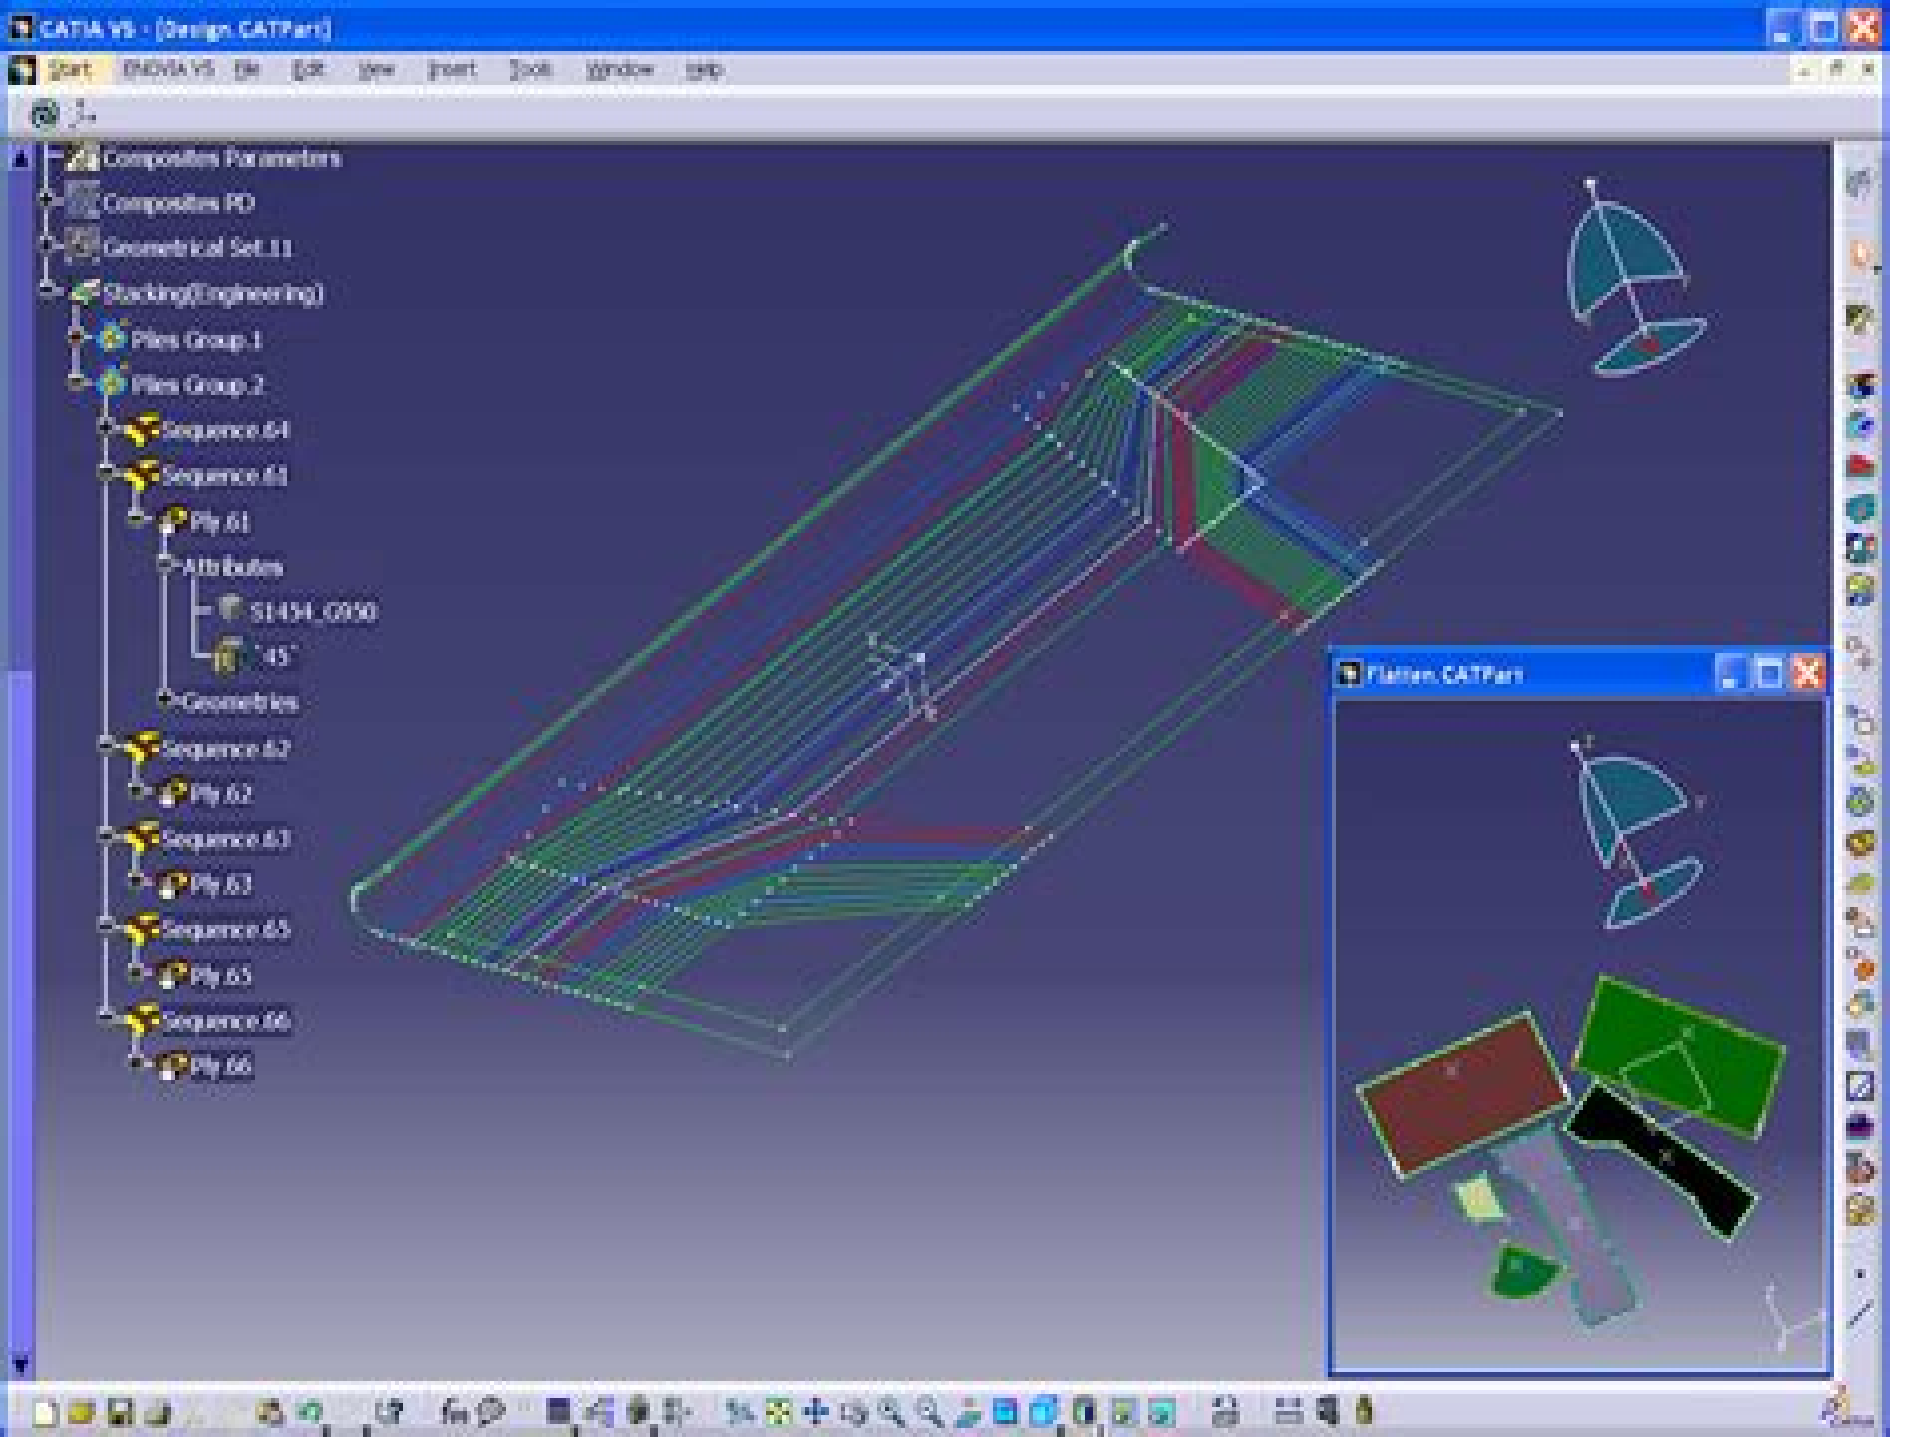 CATIA V5 - [Design.CATPart]
Start ENOVIA V5 File Edit View Insert Tools Window Help
Composites Parameters
Composites PD
Geometrical Set.11
Stacking(Engineering)
Plies Group.1
Plies Group.2
Sequence.64
Sequence.61
Ply.61
Attributes
S1454_G950
`45`
Geometries
Sequence.62
Ply.62
Sequence.63
Ply.63
Sequence.65
Ply.65
Sequence.66
Ply.66
Flatten.CATPart